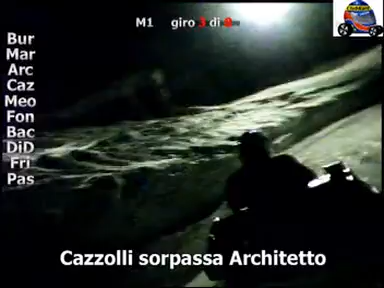 M1 giro 3 di
Bur
Mar
Arc
Caz
Meo
Fon
Bac
DiD
Fri
Pas
Cazzolli sorpassa Architetto